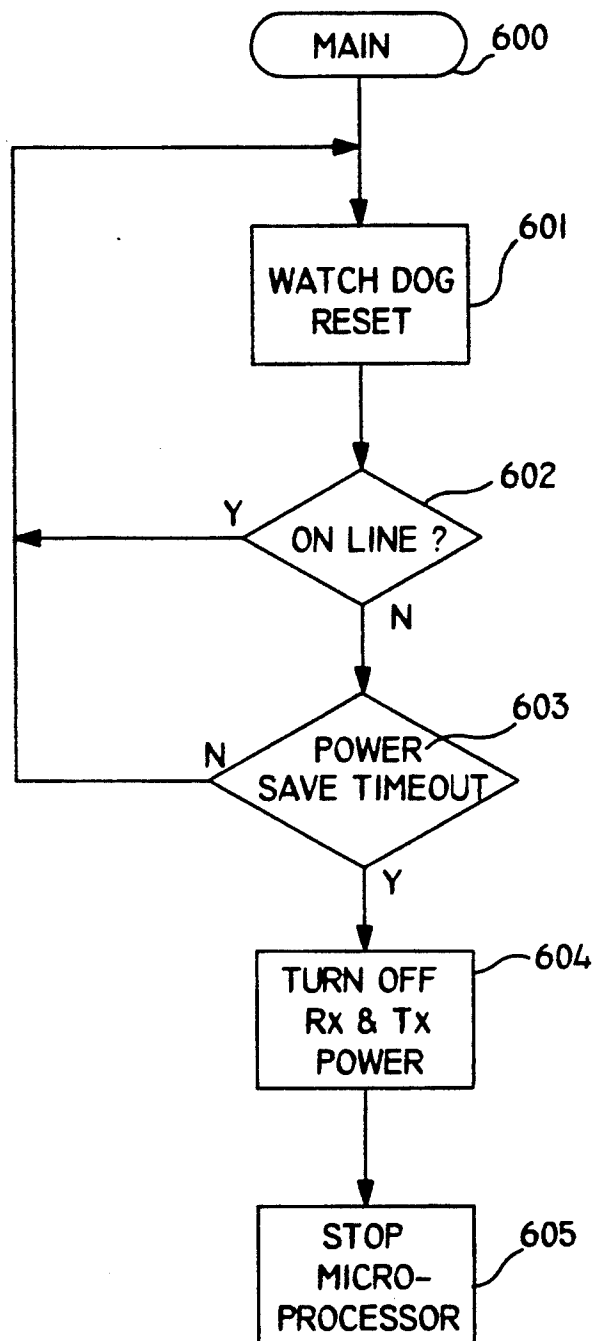 MAIN
600
601
WATCH DOG
RESET
602
Y
ON LINE ?
N
603
N
POWER
SAVE TIMEOUT
Y
604
TURN OFF
Rx & Tx
POWER
605
STOP
MICRO-
PROCESSOR